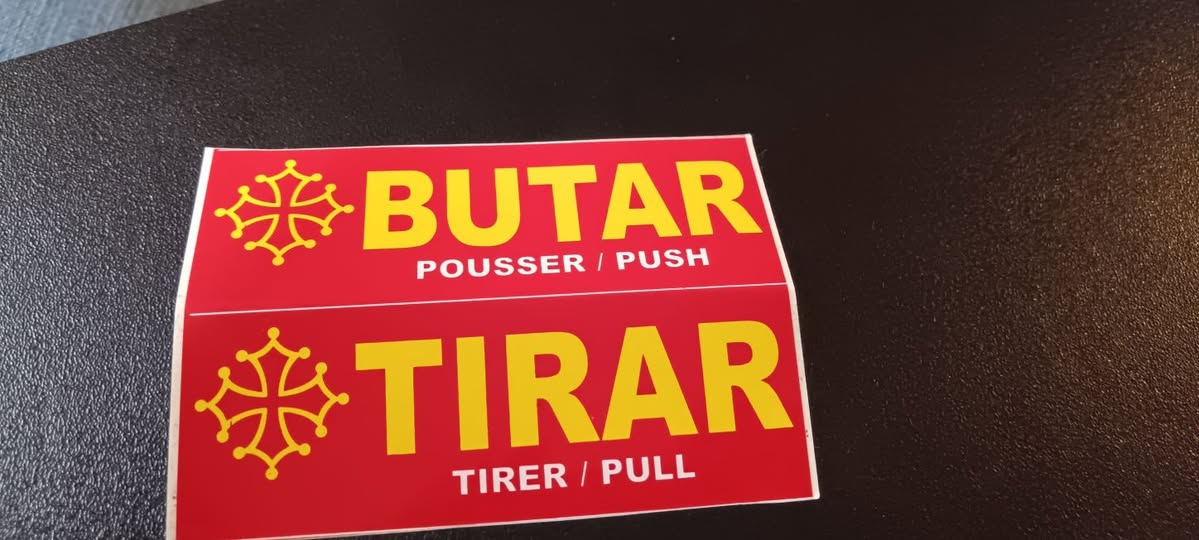 BUTAR
POUSSER / PUSH
TIRAR
TIRER / PULL